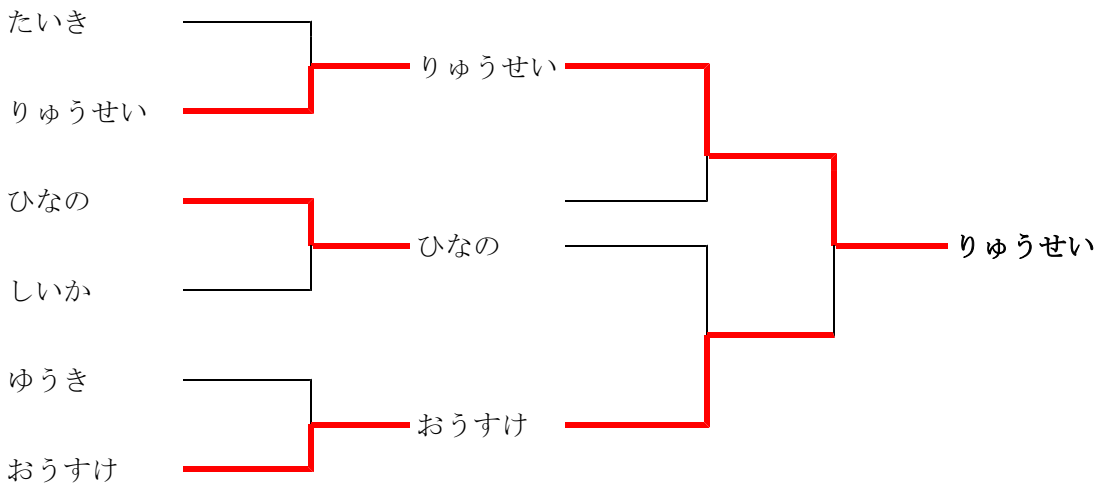 たいき
りゅうせい
りゅうせい
ひなの
ひなの
りゅうせい
しいか
ゆうき
おうすけ
おうすけ